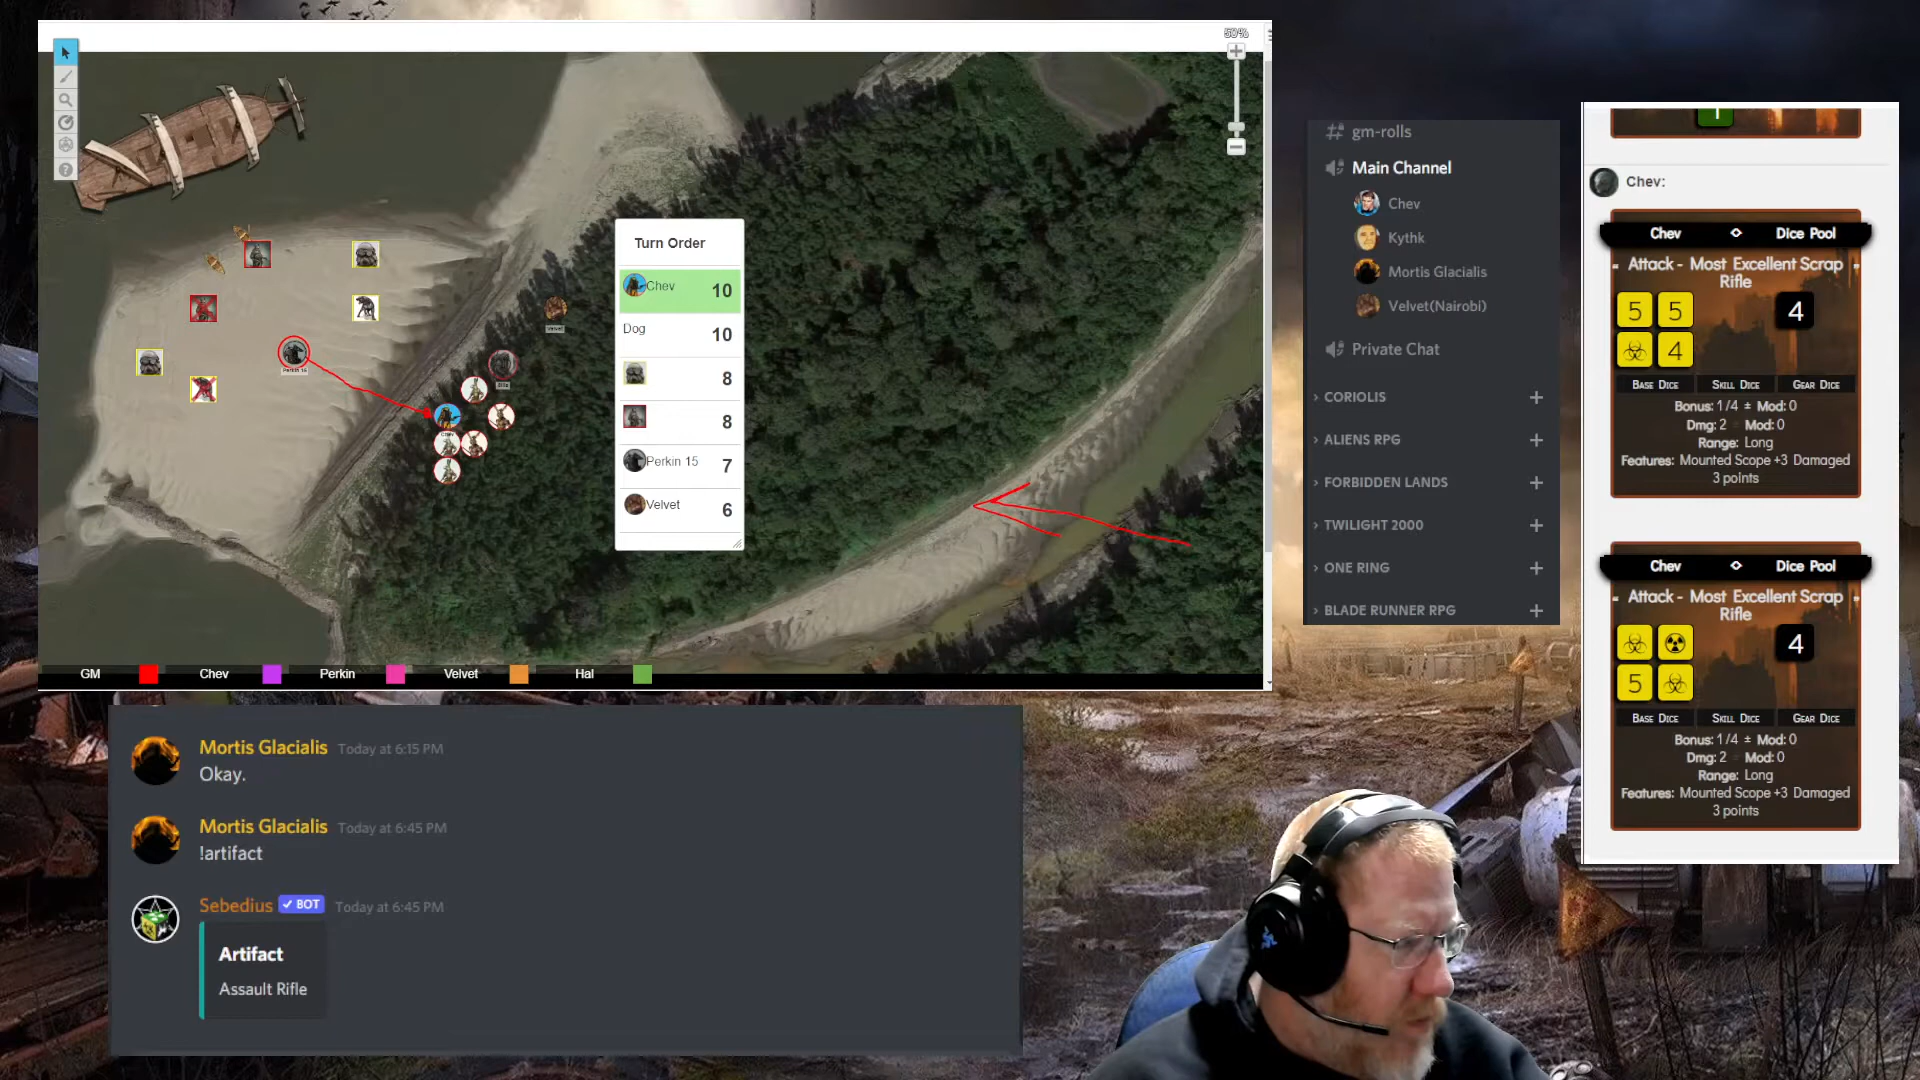 50%
Turn Order
Chev 10
Dog 10
8
8
Perkin 15 7
Velvet 6
Perkin 15
Velvet
GM
Chev
Perkin
Velvet
Hal
gm-rolls
Main Channel
Chev
Kythk
Mortis Glacialis
Velvet(Nairobi)
Private Chat
CORIOLIS
ALIENS RPG
FORBIDDEN LANDS
TWILIGHT 2000
ONE RING
BLADE RUNNER RPG
1
Chev:
Chev Dice Pool
Attack - Most Excellent Scrap
Rifle
5 5 4
4
Base Dice Skill Dice Gear Dice
Bonus: 1/4 ± Mod: 0
Dmg: 2 Mod: 0
Range: Long
Features: Mounted Scope +3 Damaged
3 points
Chev Dice Pool
Attack - Most Excellent Scrap
Rifle
4
5
Base Dice Skill Dice Gear Dice
Bonus: 1/4 ± Mod: 0
Dmg: 2 Mod: 0
Range: Long
Features: Mounted Scope +3 Damaged
3 points
Mortis Glacialis Today at 6:15 PM
Okay.
Mortis Glacialis Today at 6:45 PM
!artifact
Sebedius ✓ BOT Today at 6:45 PM
Artifact
Assault Rifle